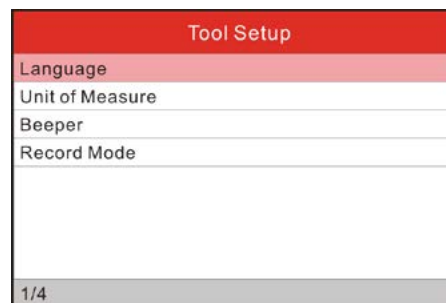 Tool Setup
Language
Unit of Measure
Beeper
Record Mode
1/4